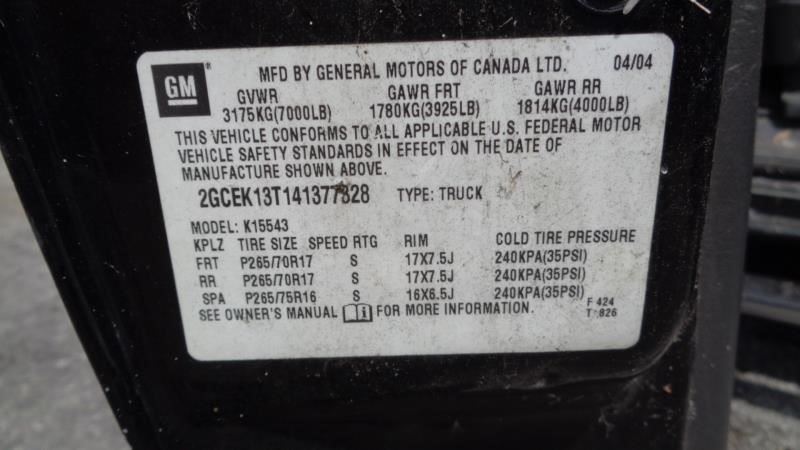 GM
MFD BY GENERAL MOTORS OF CANADA LTD. 04/04
GVWR GAWR FRT GAWR RR
3175KG(7000LB) 1780KG(3925LB) 1814KG(4000LB)
THIS VEHICLE CONFORMS TO ALL APPLICABLE U.S. FEDERAL MOTOR
VEHICLE SAFETY STANDARDS IN EFFECT ON THE DATE OF
MANUFACTURE SHOWN ABOVE.
2GCEK13T141377828 TYPE: TRUCK
MODEL: K15543
KPLZ TIRE SIZE SPEED RTG RIM COLD TIRE PRESSURE
FRT P265/70R17 S 17X7.5J 240KPA(35PSI)
RR P265/70R17 S 17X7.5J 240KPA(35PSI)
SPA P265/75R16 S 16X6.5J 240KPA(35PSI)
SEE OWNER'S MANUAL FOR MORE INFORMATION.
F 424
T 826